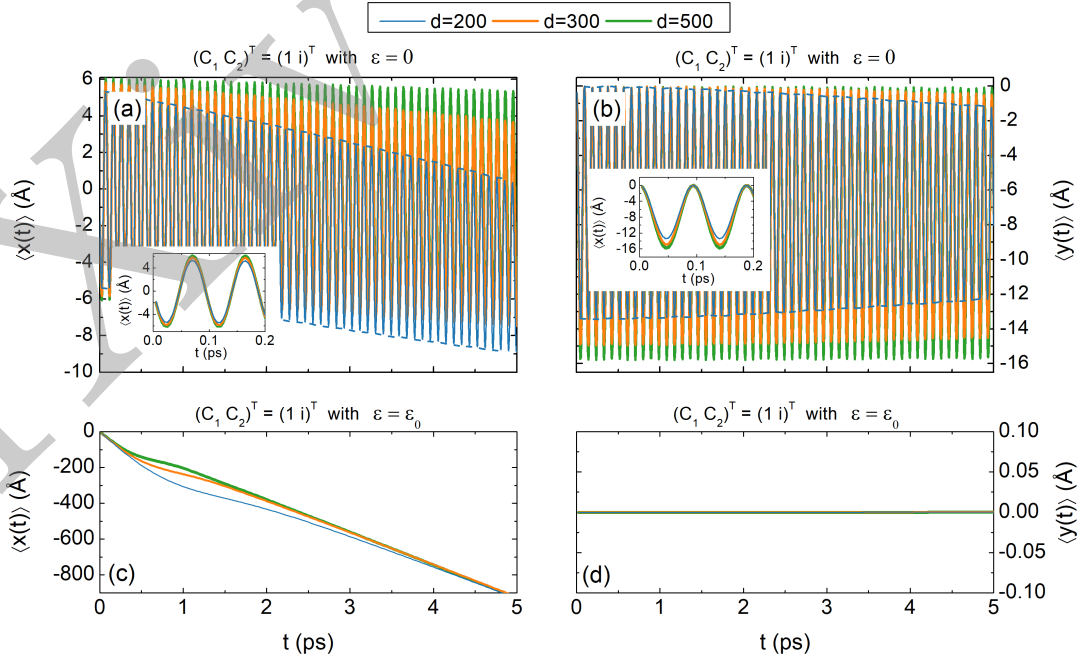 d=200 d=300 d=500
(C1 C2)T = (1 i)T with ε = 0
(C1 C2)T = (1 i)T with ε = 0
6
4
2
0
-2
-4
-6
-8
-10
⟨x(t)⟩ (Å)
(a)
4
0
-4
⟨x(t)⟩ (Å)
0.0 0.1 0.2
t (ps)
(b)
0
-4
-8
-12
-16
⟨x(t)⟩ (Å)
0.0 0.1 0.2
t (ps)
0
-2
-4
-6
-8
-10
-12
-14
-16
⟨y(t)⟩ (Å)
(C1 C2)T = (1 i)T with ε = ε0
(C1 C2)T = (1 i)T with ε = ε0
0
-200
-400
-600
-800
⟨x(t)⟩ (Å)
(c)
0 1 2 3 4 5
t (ps)
(d)
0.10
0.05
0.00
-0.05
-0.10
⟨y(t)⟩ (Å)
0 1 2 3 4 5
t (ps)